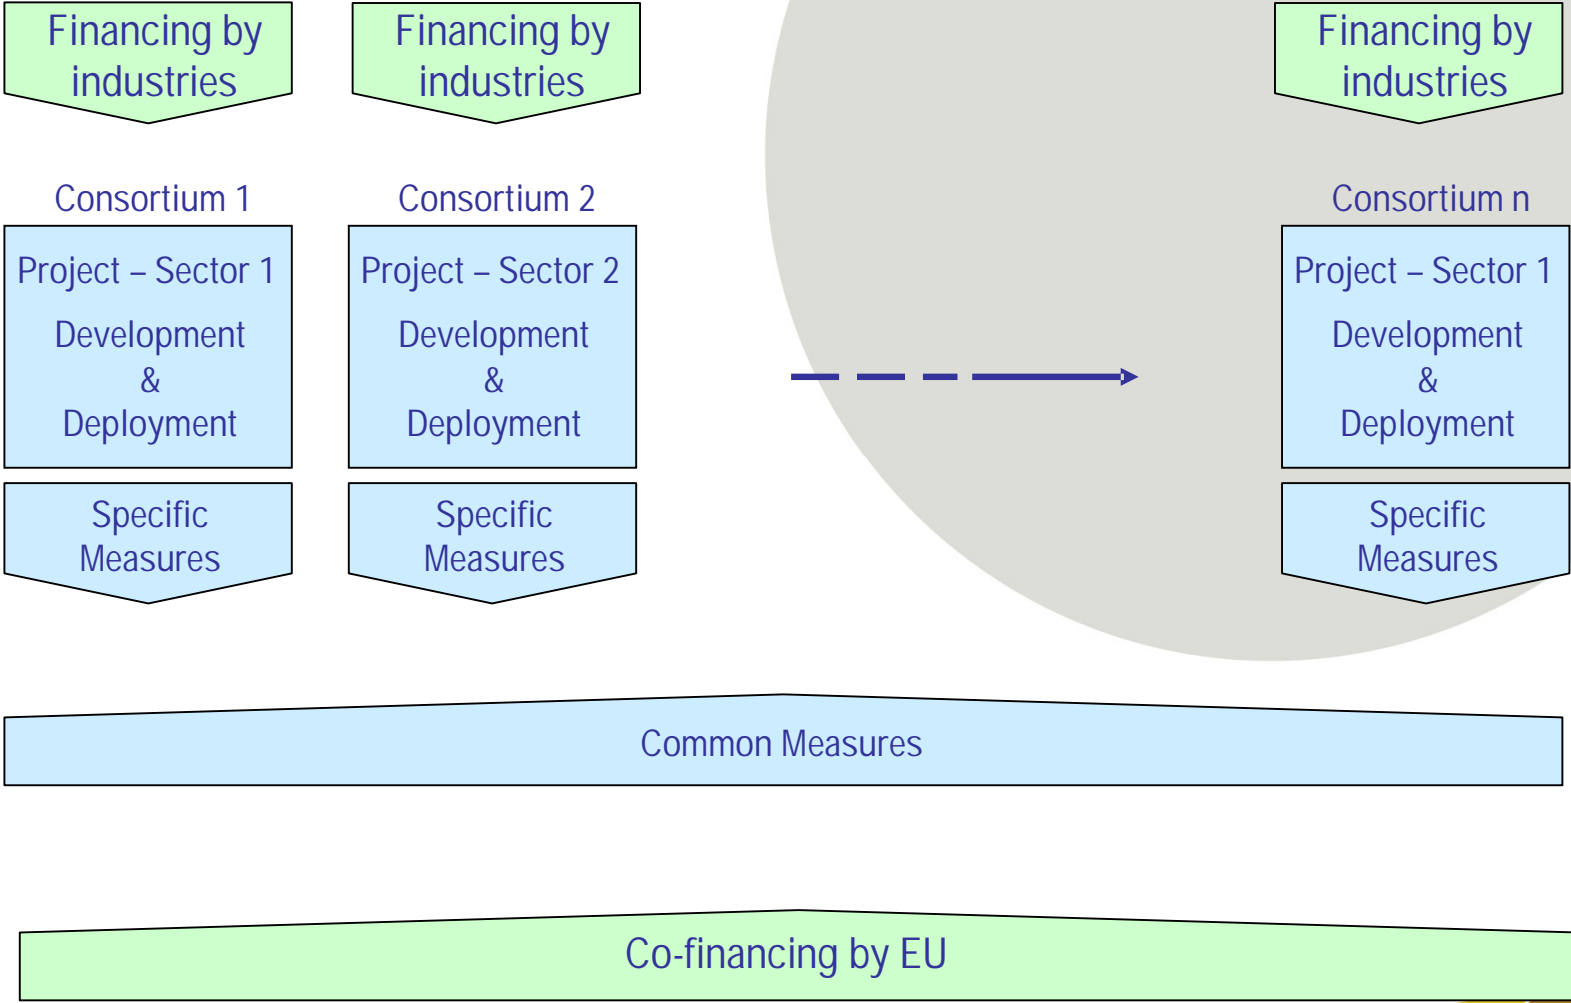 Financing by
industries
Financing by
industries
Financing by
industries
Consortium 1
Project – Sector 1
Development
&
Deployment
Specific
Measures
Consortium 2
Project – Sector 2
Development
&
Deployment
Specific
Measures
Consortium n
Project – Sector 1
Development
&
Deployment
Specific
Measures
Common Measures
Co-financing by EU